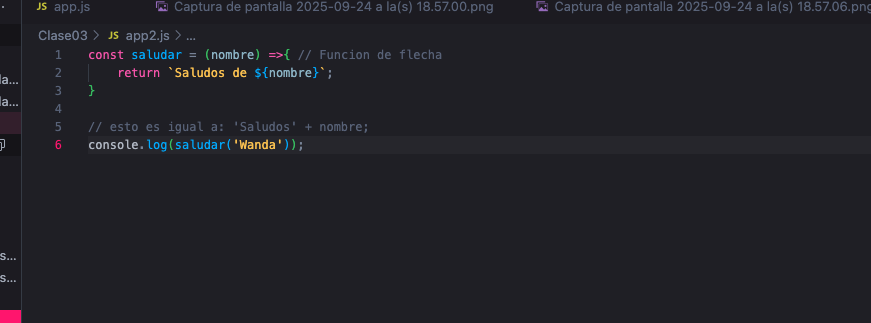 JS app.js Captura de pantalla 2025-09-24 a la(s) 18.57.00.png Captura de pantalla 2025-09-24 a la(s) 18.57.06.png
Clase03 > JS app2.js > ...
1 const saludar = (nombre) =>{ // Funcion de flecha
2 return `Saludos de ${nombre}`;
3 }
4
5 // esto es igual a: 'Saludos' + nombre;
6 console.log(saludar('Wanda'));
la...
la...
s...
s...